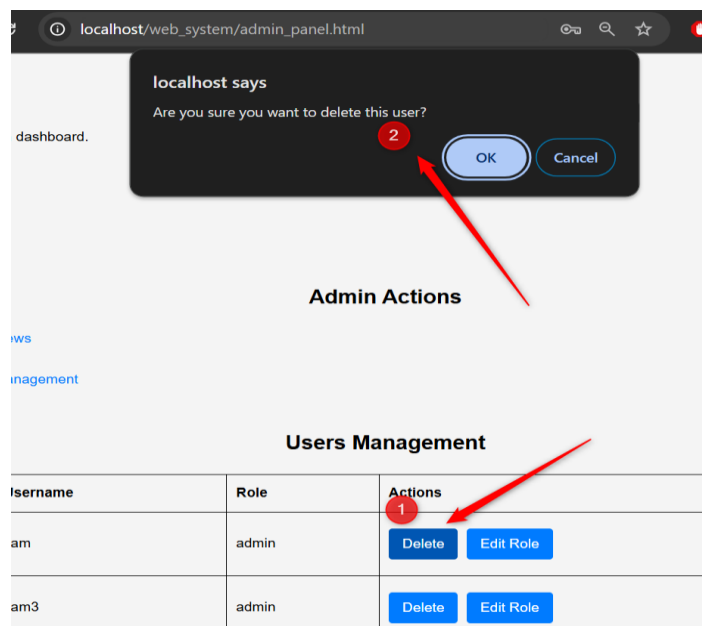 localhost/web_system/admin_panel.html
localhost says
Are you sure you want to delete this user?
dashboard.
2
OK
Cancel
Admin Actions
ews
anagement
Users Management
Username
Role
Actions
1
am
admin
Delete
Edit Role
am3
admin
Delete
Edit Role